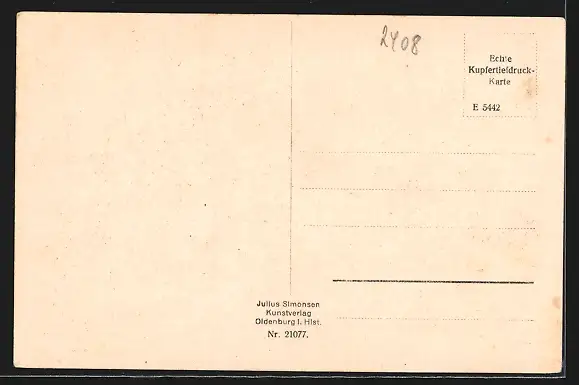 2408
Echte
Kupfertiefdruck-
Karte
E 5442
Julius Simonsen
Kunstverlag
Oldenburg i. Hlst.
Nr. 21077.